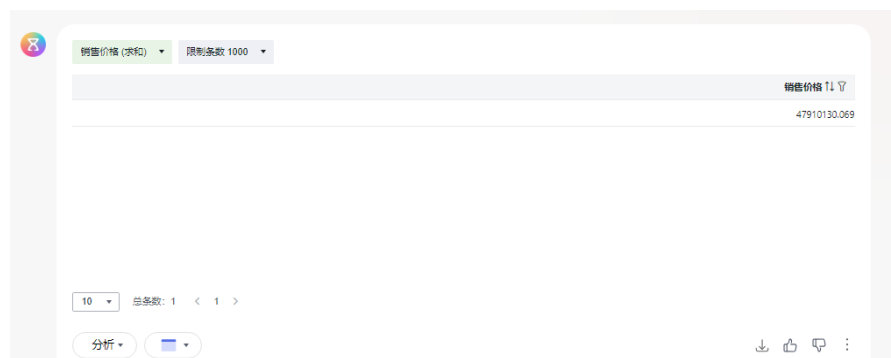 销售价格 (求和) 限制条数 1000
销售价格
47910130.069
10 总条数: 1 < 1 >
分析